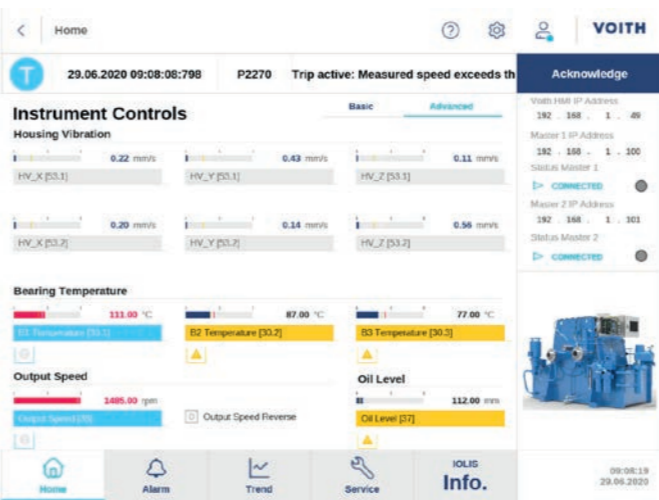 Home
VOITH
T 29.06.2020 09:08:08:798 P2270 Trip active: Measured speed exceeds th
Acknowledge
Instrument Controls
Basic Advanced
Housing Vibration
0.22 mm/s 0.43 mm/s 0.11 mm/s
HV_X [53.1] HV_Y [53.1] HV_Z [53.1]
0.20 mm/s 0.14 mm/s 0.56 mm/s
HV_X [53.2] HV_Y [53.2] HV_Z [53.2]
Bearing Temperature
111.00 °C 87.00 °C 77.00 °C
B1 Temperature [30.1] B2 Temperature [30.2] B3 Temperature [30.3]
Output Speed Oil Level
1485.00 rpm 112.00 mm
Output Speed [39] Output Speed Reverse Oil Level [37]
Voith HMI IP Address
192 . 168 . 1 . 49
Master 1 IP Address
192 . 168 . 1 . 100
Status Master 1
CONNECTED
Master 2 IP Address
192 . 168 . 1 . 101
Status Master 2
CONNECTED
Home Alarm Trend Service IOLIS Info.
09:08:19
29.06.2020